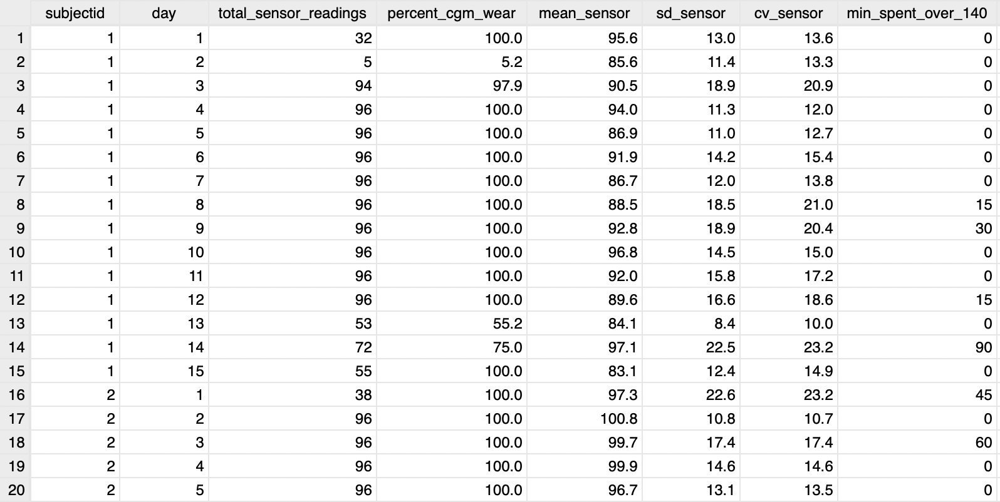 subjectid day total_sensor_readings percent_cgm_wear mean_sensor sd_sensor cv_sensor min_spent_over_140
1 1 1 32 100.0 95.6 13.0 13.6 0
2 1 2 5 5.2 85.6 11.4 13.3 0
3 1 3 94 97.9 90.5 18.9 20.9 0
4 1 4 96 100.0 94.0 11.3 12.0 0
5 1 5 96 100.0 86.9 11.0 12.7 0
6 1 6 96 100.0 91.9 14.2 15.4 0
7 1 7 96 100.0 86.7 12.0 13.8 0
8 1 8 96 100.0 88.5 18.5 21.0 15
9 1 9 96 100.0 92.8 18.9 20.4 30
10 1 10 96 100.0 96.8 14.5 15.0 0
11 1 11 96 100.0 92.0 15.8 17.2 0
12 1 12 96 100.0 89.6 16.6 18.6 15
13 1 13 53 55.2 84.1 8.4 10.0 0
14 1 14 72 75.0 97.1 22.5 23.2 90
15 1 15 55 100.0 83.1 12.4 14.9 0
16 2 1 38 100.0 97.3 22.6 23.2 45
17 2 2 96 100.0 100.8 10.8 10.7 0
18 2 3 96 100.0 99.7 17.4 17.4 60
19 2 4 96 100.0 99.9 14.6 14.6 0
20 2 5 96 100.0 96.7 13.1 13.5 0